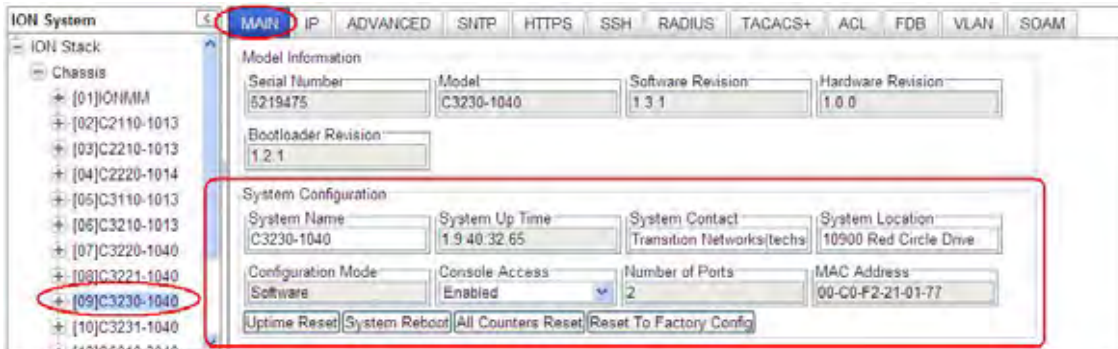 ION System <
MAIN IP ADVANCED SNTP HTTPS SSH RADIUS TACACS+ ACL FDB VLAN SOAM
ION Stack
Chassis
[01]IONMM
[02]C2110-1013
[03]C2210-1013
[04]C2220-1014
[05]C3110-1013
[06]C3210-1013
[07]C3220-1040
[08]C3221-1040
[09]C3230-1040
[10]C3231-1040
Model Information
Serial Number Model Software Revision Hardware Revision
5219475 C3230-1040 1.3.1 1.0.0
Bootloader Revision
1.2.1
System Configuration
System Name System Up Time System Contact System Location
C3230-1040 1.9:40:32.65 Transition Networks(techs 10900 Red Circle Drive
Configuration Mode Console Access Number of Ports MAC Address
Software Enabled 2 00-C0-F2-21-01-77
Uptime Reset System Reboot All Counters Reset Reset To Factory Config